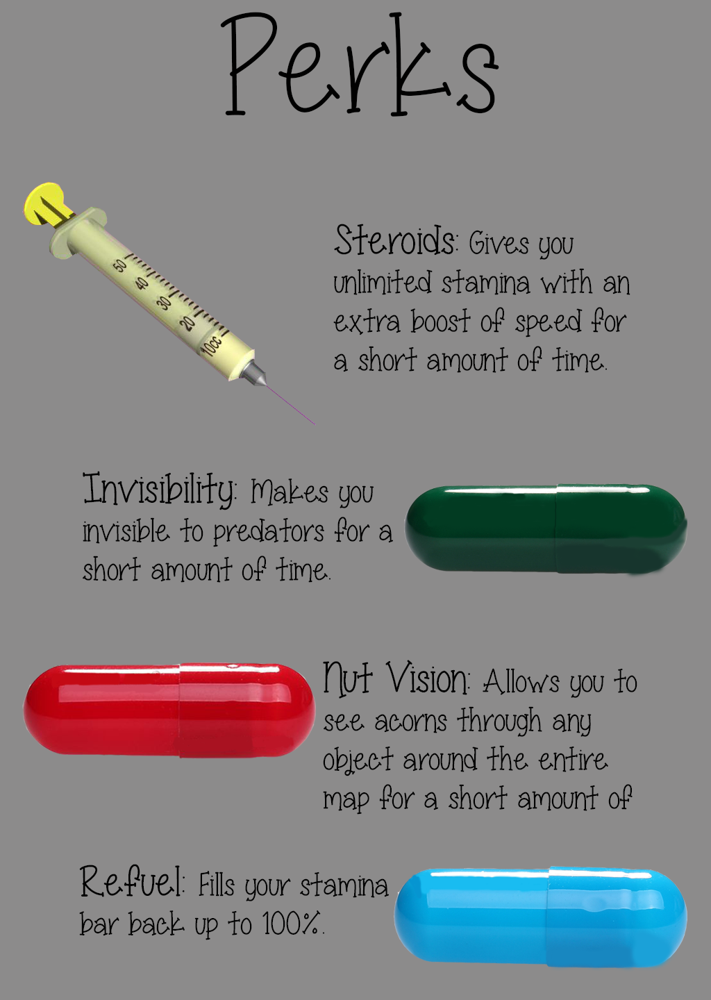 Perks
50
40
30
20
10cc
Steroids: Gives you
unlimited stamina with an
extra boost of speed for
a short amount of time.
Invisibility: Makes you
invisible to predators for a
short amount of time.
Nut Vision: Allows you to
see acorns through any
object around the entire
map for a short amount of
Refuel: Fills your stamina
bar back up to 100%.